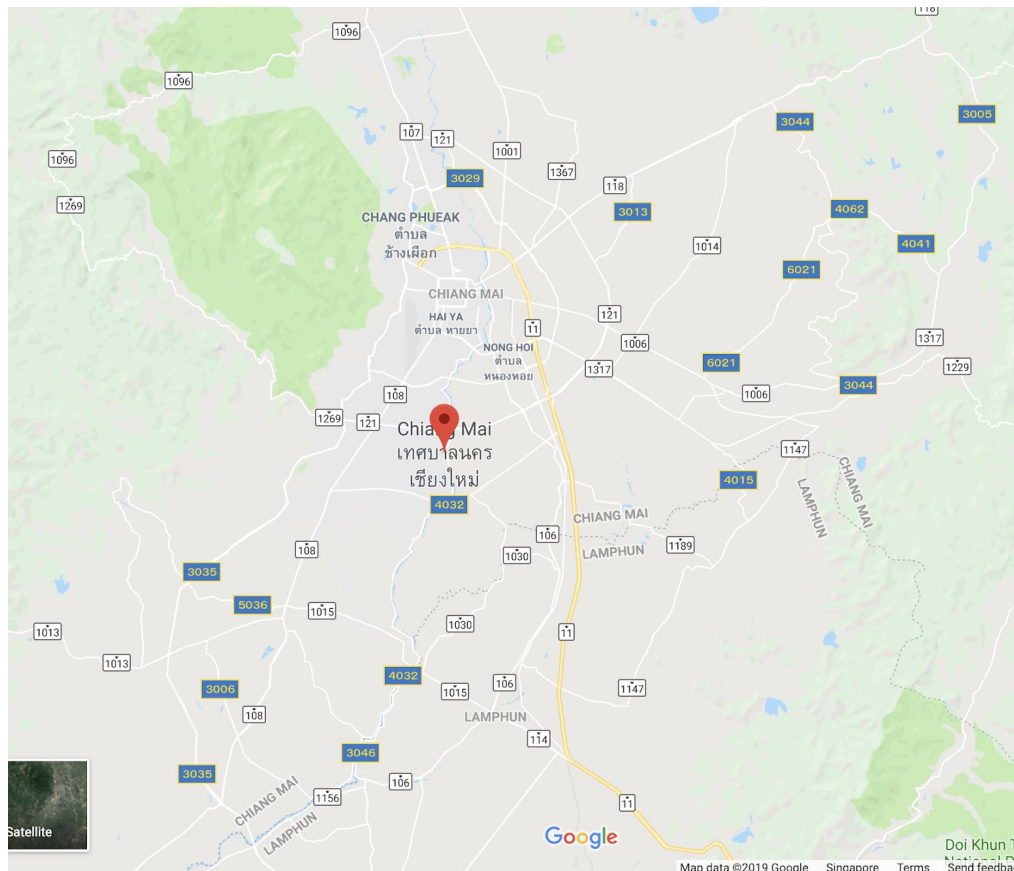 118
1096
1096
3044
3005
107
121
1001
1096
1367
3029
118
1269
3013
4062
CHANG PHUEAK
ตำบล
ช้างเผือก
1014
4041
6021
CHIANG MAI
HAI YA
ตำบล หายยา
121
11
1006
1317
NONG HOI
ตำบล
หนองหอย
6021
1317
1229
3044
108
1006
1269
121
Chiang Mai
เทศบาลนคร
เชียงใหม่
1147
CHIANG MAI
LAMPHUN
4015
4032
CHIANG MAI
LAMPHUN
106
1189
108
1030
3035
5036
1015
1030
1013
11
1013
4032
3006
106
1015
1147
108
LAMPHUN
114
3046
3035
106
1156
CHIANG MAI
LAMPHUN
11
Satellite
Google
Doi Khun
Map data ©2019 Google Singapore Terms Send